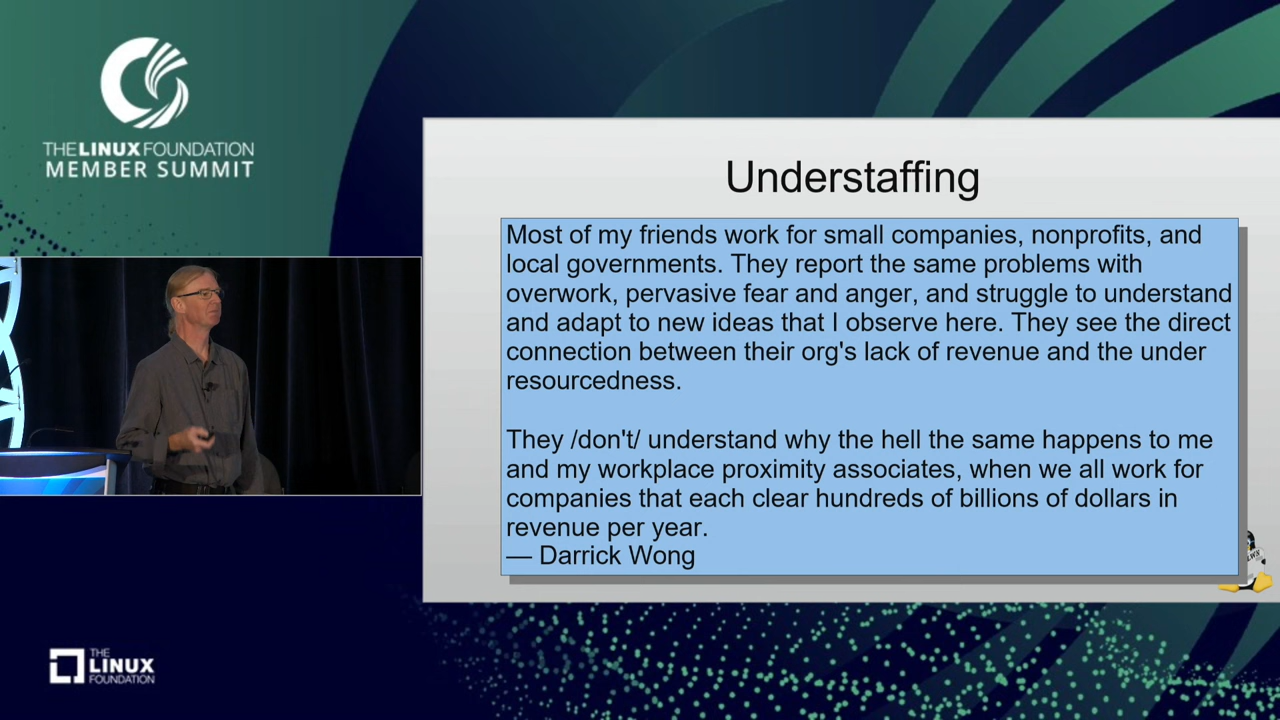 THE LINUX FOUNDATION
MEMBER SUMMIT
Understaffing
Most of my friends work for small companies, nonprofits, and
local governments. They report the same problems with
overwork, pervasive fear and anger, and struggle to understand
and adapt to new ideas that I observe here. They see the direct
connection between their org's lack of revenue and the under
resourcedness.
They /don't/ understand why the hell the same happens to me
and my workplace proximity associates, when we all work for
companies that each clear hundreds of billions of dollars in
revenue per year.
— Darrick Wong
THE
LINUX
FOUNDATION